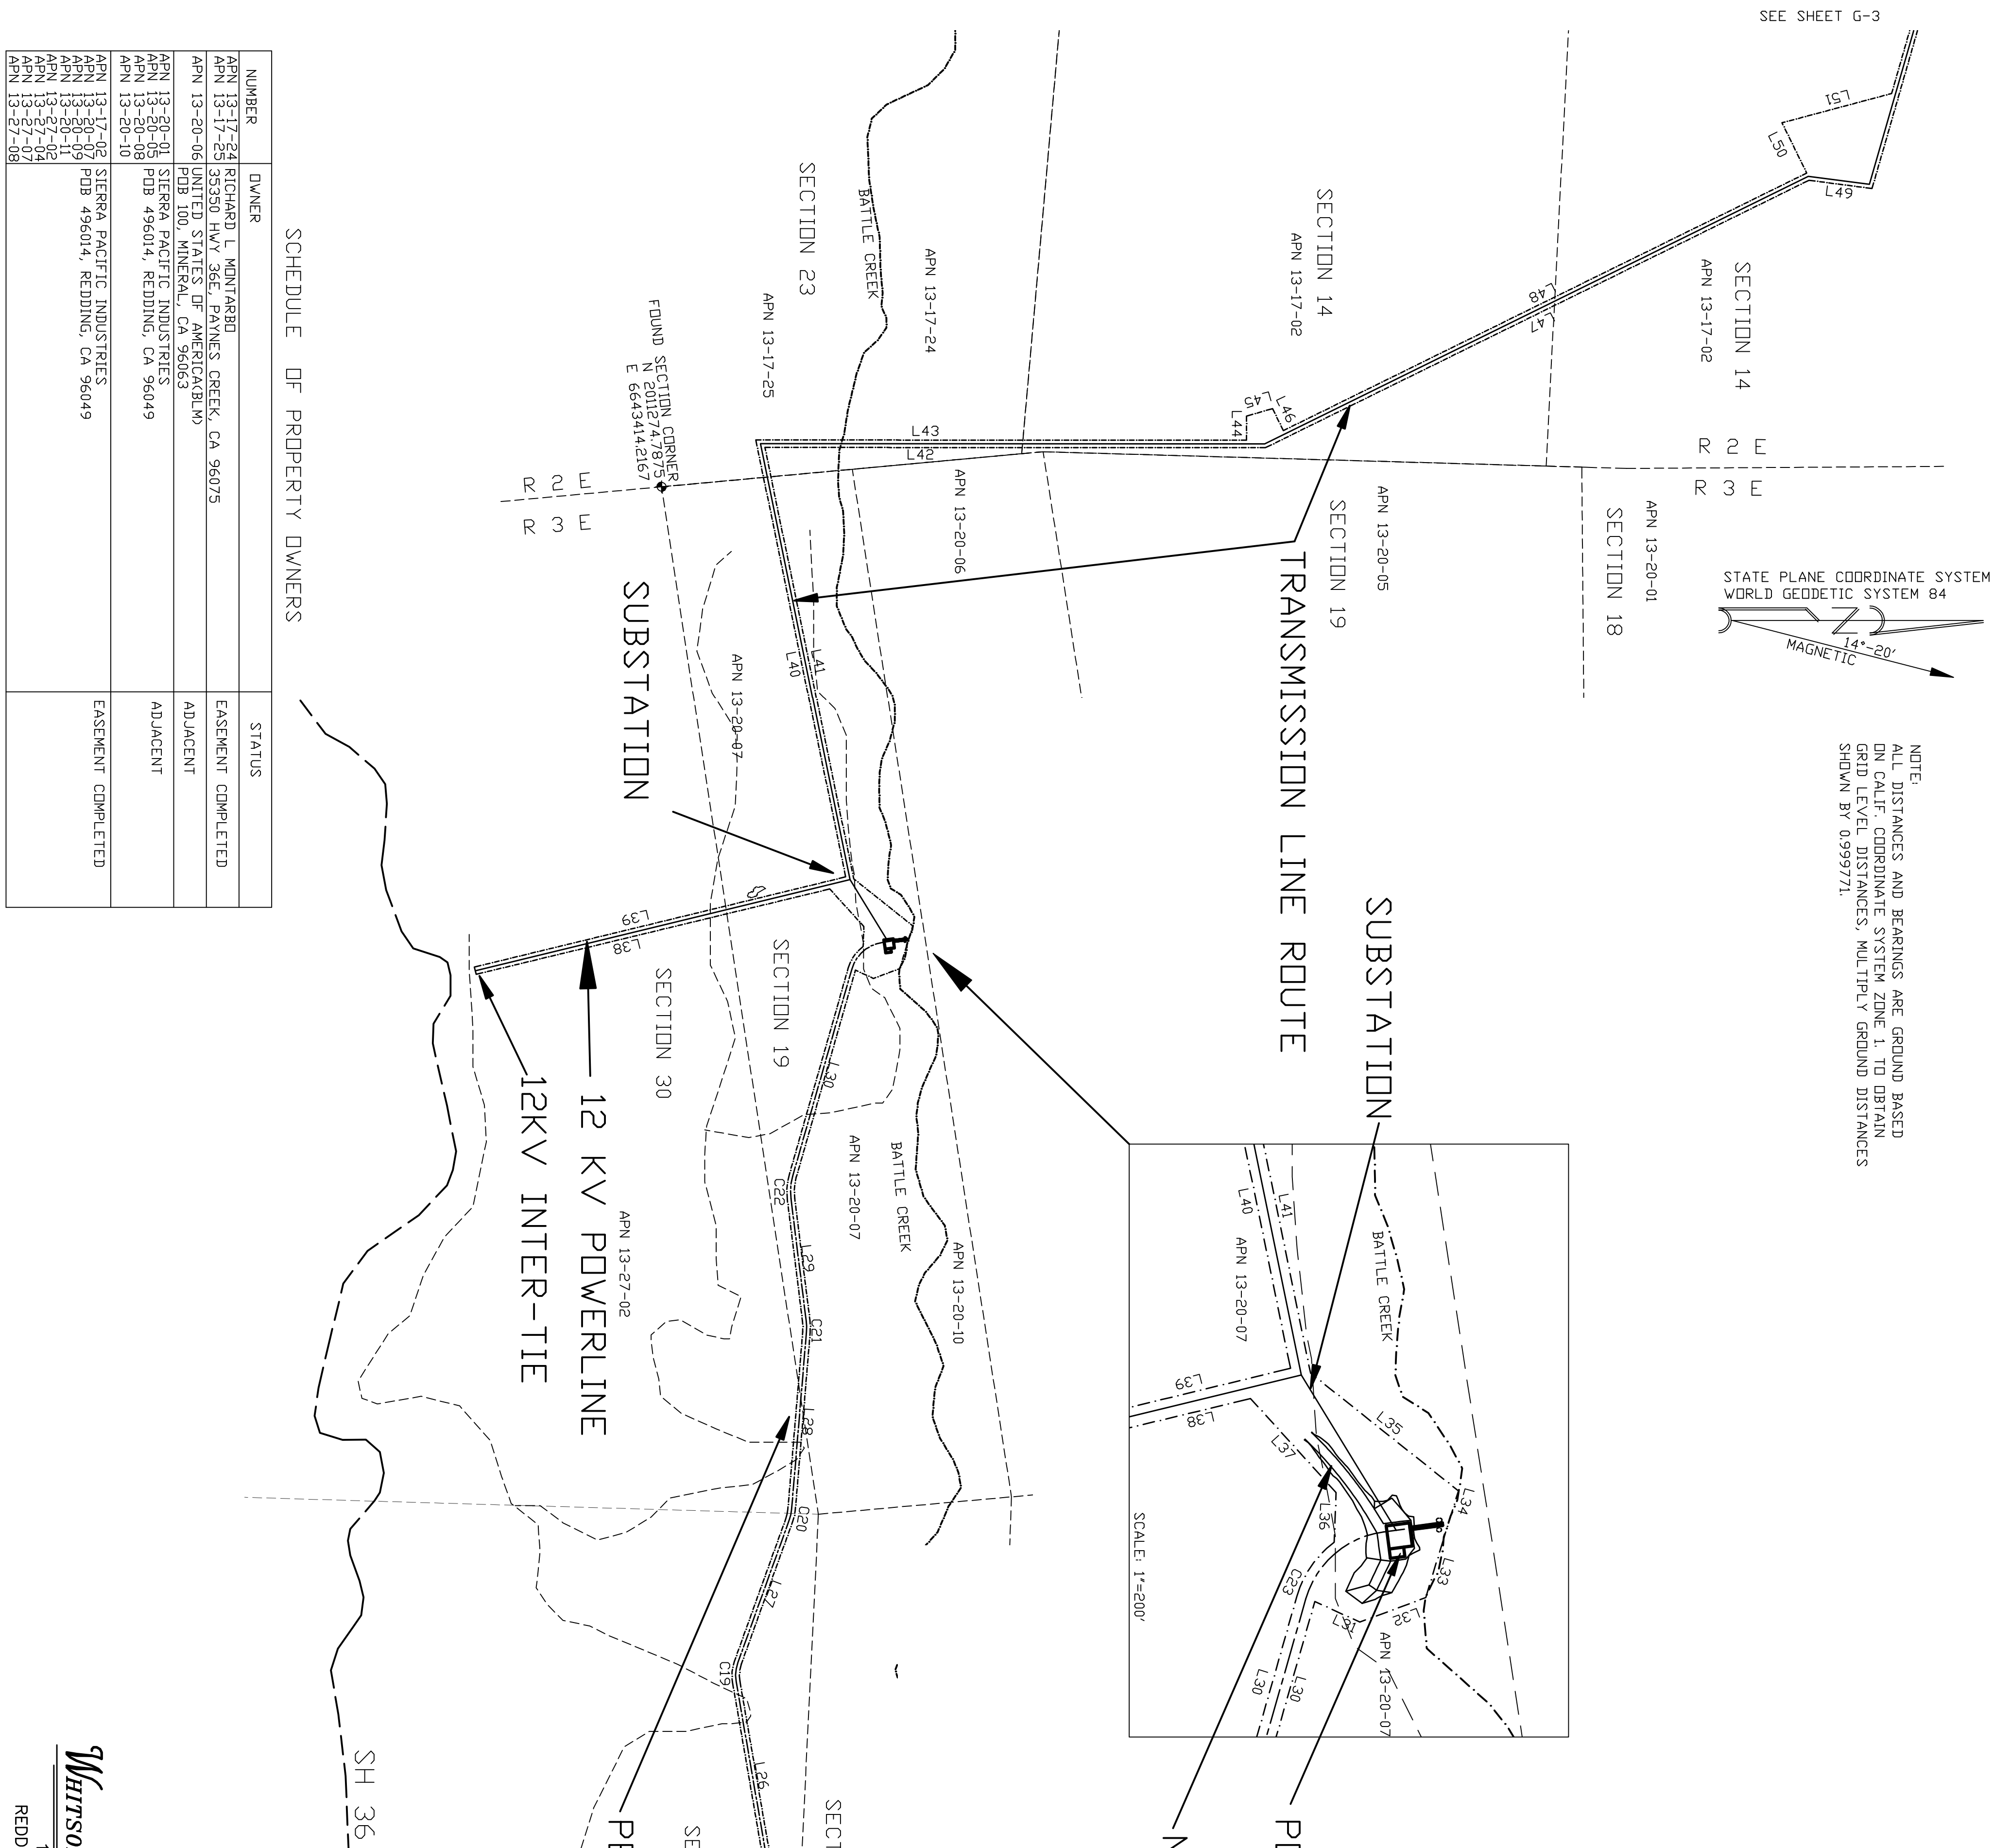 SEE SHEET G-3
STATE PLANE COORDINATE SYSTEM
WORLD GEODETIC SYSTEM 84
14°-20'
MAGNETIC
NOTE:
ALL DISTANCES AND BEARINGS ARE GROUND BASED
ON CALIF. COORDINATE SYSTEM ZONE 1. TO OBTAIN
GRID LEVEL DISTANCES, MULTIPLY GROUND DISTANCES
SHOWN BY 0.999771.
L51
L50
L49
L48
L47
SECTION 14
APN 13-17-02
SECTION 14
APN 13-17-02
R 2 E
R 3 E
APN 13-20-01
SECTION 18
APN 13-20-05
SECTION 19
L46
L45
L44
L43
L42
APN 13-17-24
BATTLE CREEK
SECTION 23
APN 13-17-25
APN 13-20-06
FOUND SECTION CORNER
N 2011274.7875
E 6643414.2167
R 2 E
R 3 E
TRANSMISSION LINE ROUTE
SUBSTATION
L41
L40
APN 13-20-07
SUBSTATION
L39
L38
SECTION 19
SECTION 30
12 KV POWERLINE
12KV INTER-TIE
APN 13-27-02
L30
C22
L29
C21
L28
C20
L27
C19
L26
APN 13-20-07
BATTLE CREEK
APN 13-20-10
SH 36
L41
L40
APN 13-20-07
BATTLE CREEK
L39
L38
L37
L36
L35
L34
L33
L32
L31
C23
L30
L30
APN 13-20-07
SCALE: 1"=200'
SCHEDULE OF PROPERTY OWNERS
NUMBER OWNER STATUS
APN 13-17-24 RICHARD L MONTARBO
APN 13-17-25 35350 HWY 36E, PAYNES CREEK, CA 96075 EASEMENT COMPLETED
APN 13-20-06 UNITED STATES OF AMERICA(BLM) ADJACENT
POB 100, MINERAL, CA 96063
APN 13-20-01 SIERRA PACIFIC INDUSTRIES
APN 13-20-05 POB 496014, REDDING, CA 96049 ADJACENT
APN 13-20-08
APN 13-20-10
APN 13-17-02 SIERRA PACIFIC INDUSTRIES EASEMENT COMPLETED
APN 13-20-07 POB 496014, REDDING, CA 96049
APN 13-20-09
APN 13-20-11
APN 13-27-02
APN 13-27-04
APN 13-27-07
APN 13-27-08
SECT
SE
PE
N
WHITSO
REDD